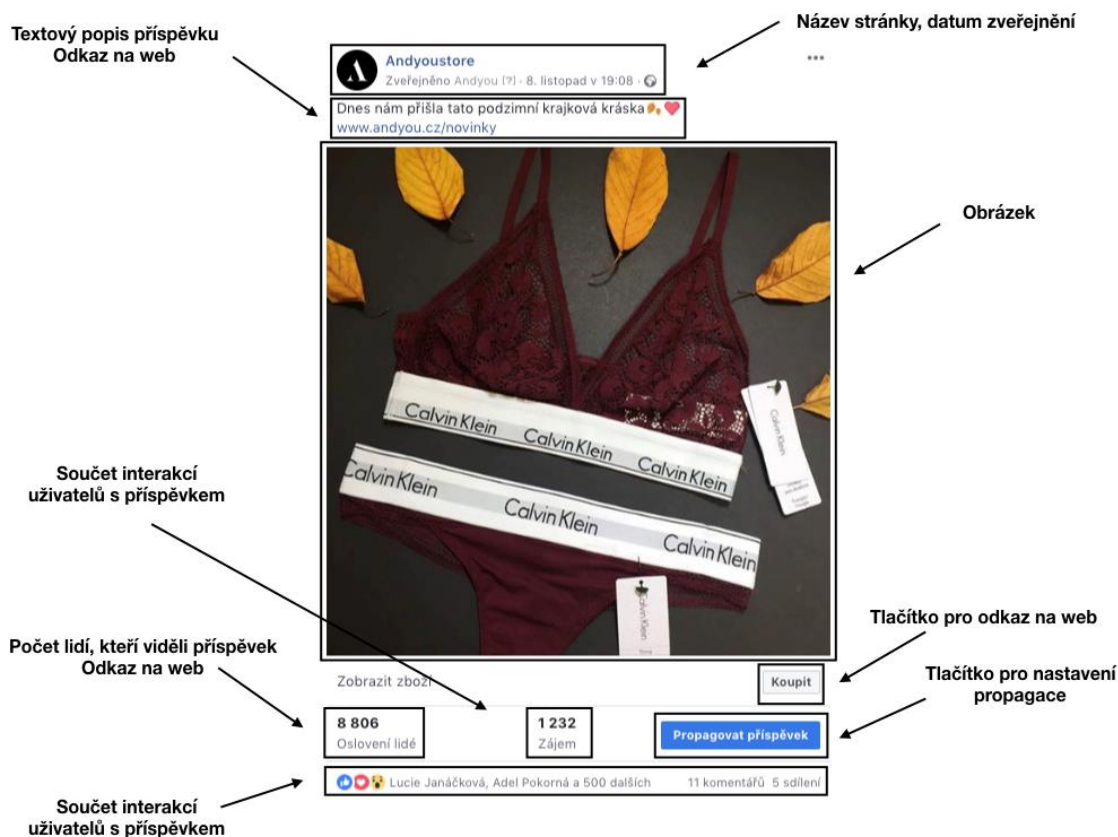 Textový popis příspěvku
Odkaz na web
Název stránky, datum zveřejnění
Andyoustore
Zveřejněno Andyou [?] · 8. listopad v 19:08 ·
Dnes nám přišla tato podzimní krajková kráska🍂❤️
www.andyou.cz/novinky
Obrázek
Calvin Klein
Calvin Klein Calvin Klein Calvin Klein
Calvin Klein Calvin Klein Calvin Klein
Calvin Klein
Součet interakcí
uživatelů s příspěvkem
Počet lidí, kteří viděli příspěvek
Odkaz na web
Tlačítko pro odkaz na web
Tlačítko pro nastavení
propagace
Zobrazit zboží
Koupit
8 806
Oslovení lidé
1 232
Zájem
Propagovat příspěvek
Lucie Janáčková, Adel Pokorná a 500 dalších 11 komentářů 5 sdílení
Součet interakcí
uživatelů s příspěvkem